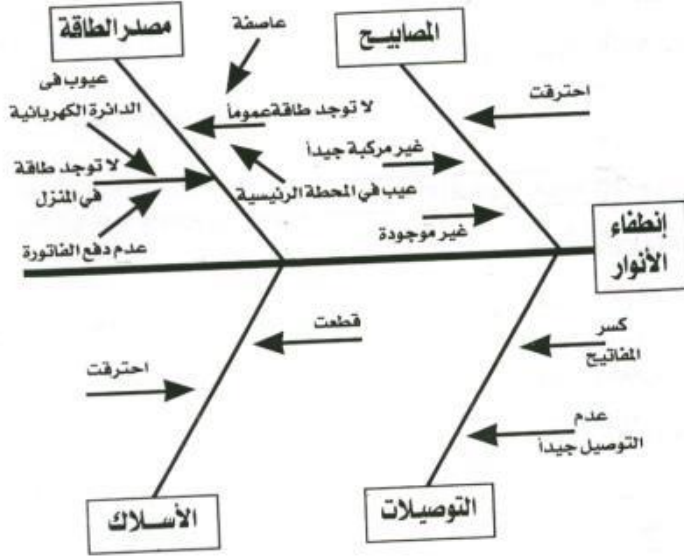 مصدر الطاقة
عاصفة
المصابيح
عيوب فى
الدائرة الكهربائية
لا توجد طاقة عموماً
احترقت
لا توجد طاقة
في المنزل
عيب في المحطة الرئيسية
غير مركبة جيداً
عدم دفع الفاتورة
غير موجودة
إنطفاء
الأنوار
قطعت
كسر
المفاتيح
احترقت
عدم
التوصيل جيداً
الأسلاك
التوصيلات